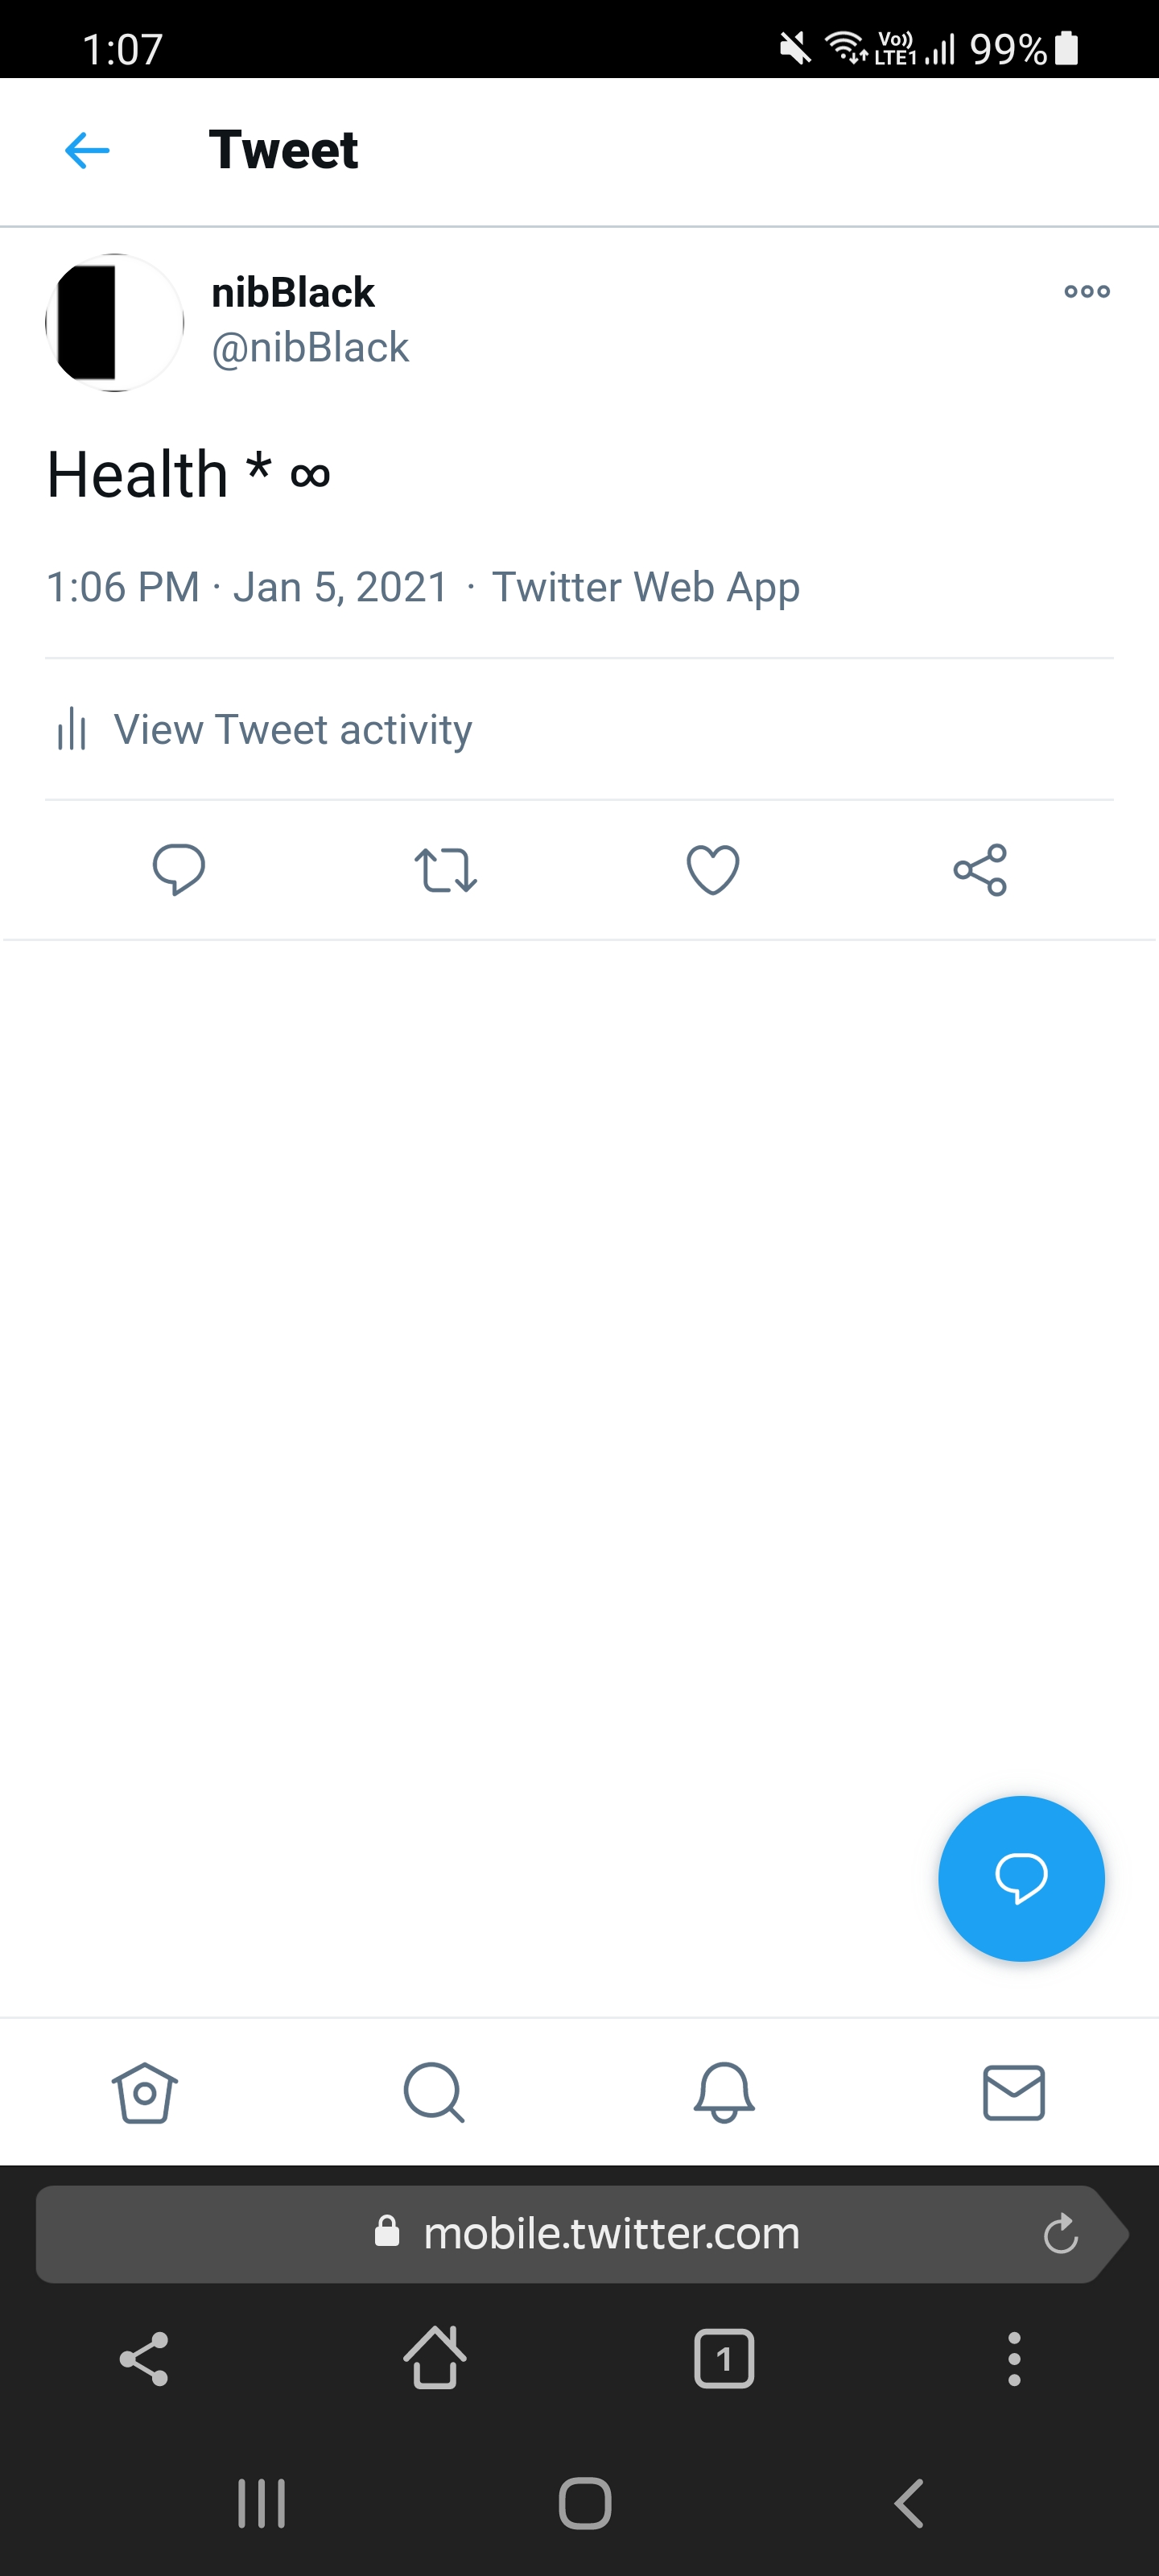 1:07 Vo)) LTE1 99%
Tweet
nibBlack
@nibBlack
Health * ∞
1:06 PM · Jan 5, 2021 · Twitter Web App
View Tweet activity
mobile.twitter.com
1